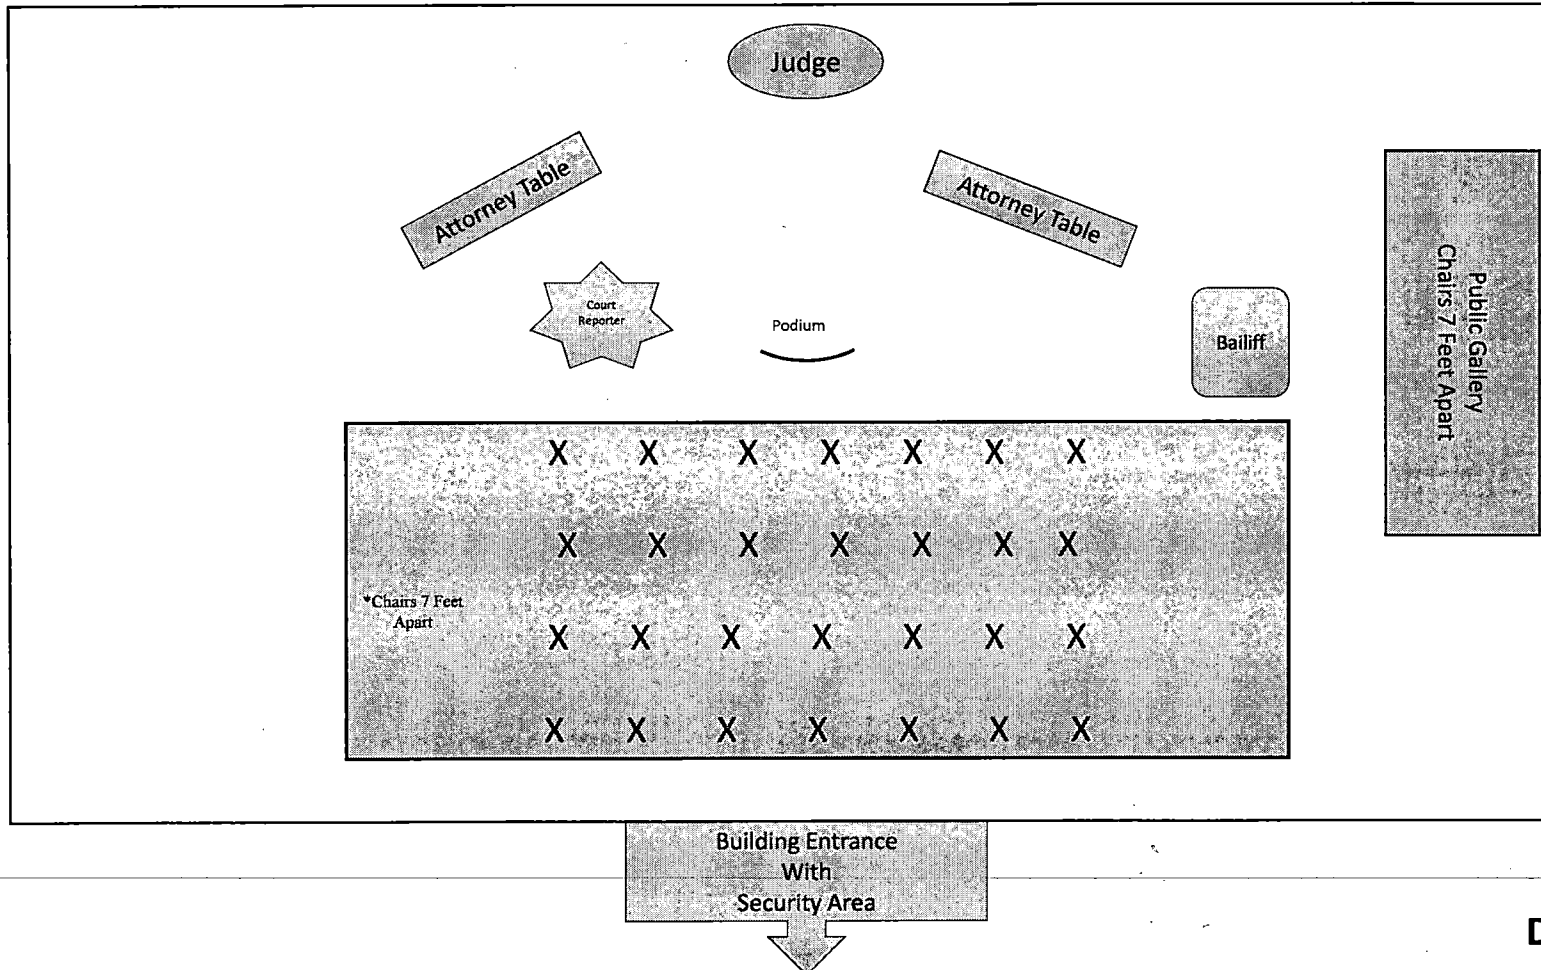 Judge
Attorney Table
Attorney Table
Court
Reporter
Podium
Bailiff
Public Gallery
Chairs 7 Feet Apart
X X X X X X X
X X X X X X X
*Chairs 7 Feet
Apart
X X X X X X X
X X X X X X X
Building Entrance
With
Security Area
D